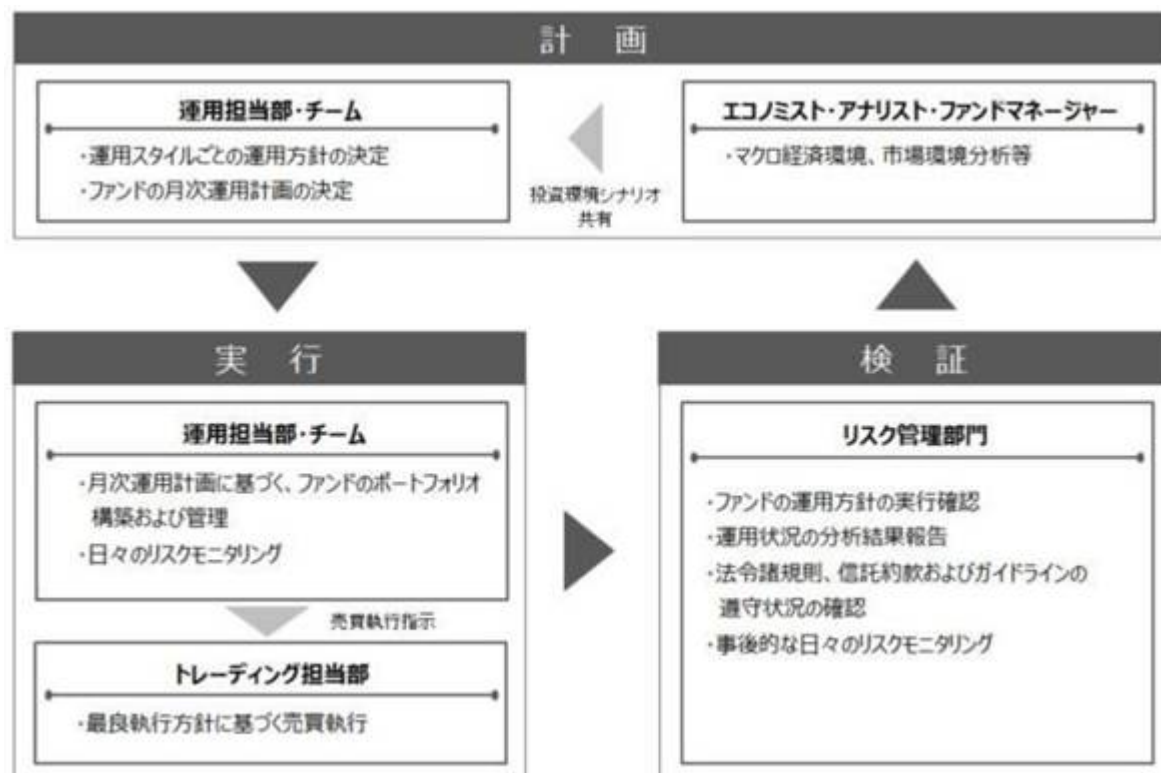 計 画
運用担当部・チーム
・運用スタイルごとの運用方針の決定
・ファンドの月次運用計画の決定
投資環境シナリオ
共有
エコノミスト・アナリスト・ファンドマネージャー
・マクロ経済環境、市場環境分析等
実 行
運用担当部・チーム
・月次運用計画に基づく、ファンドのポートフォリオ
構築および管理
・日々のリスクモニタリング
売買執行指示
トレーディング担当部
・最良執行方針に基づく売買執行
検 証
リスク管理部門
・ファンドの運用方針の実行確認
・運用状況の分析結果報告
・法令諸規則、信託約款およびガイドラインの
遵守状況の確認
・事後的な日々のリスクモニタリング